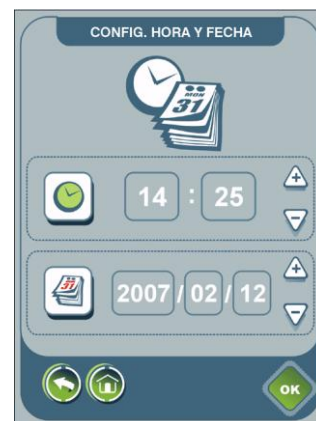 CONFIG. HORA Y FECHA
MON
31
14 : 25
31
2007 / 02 / 12
OK